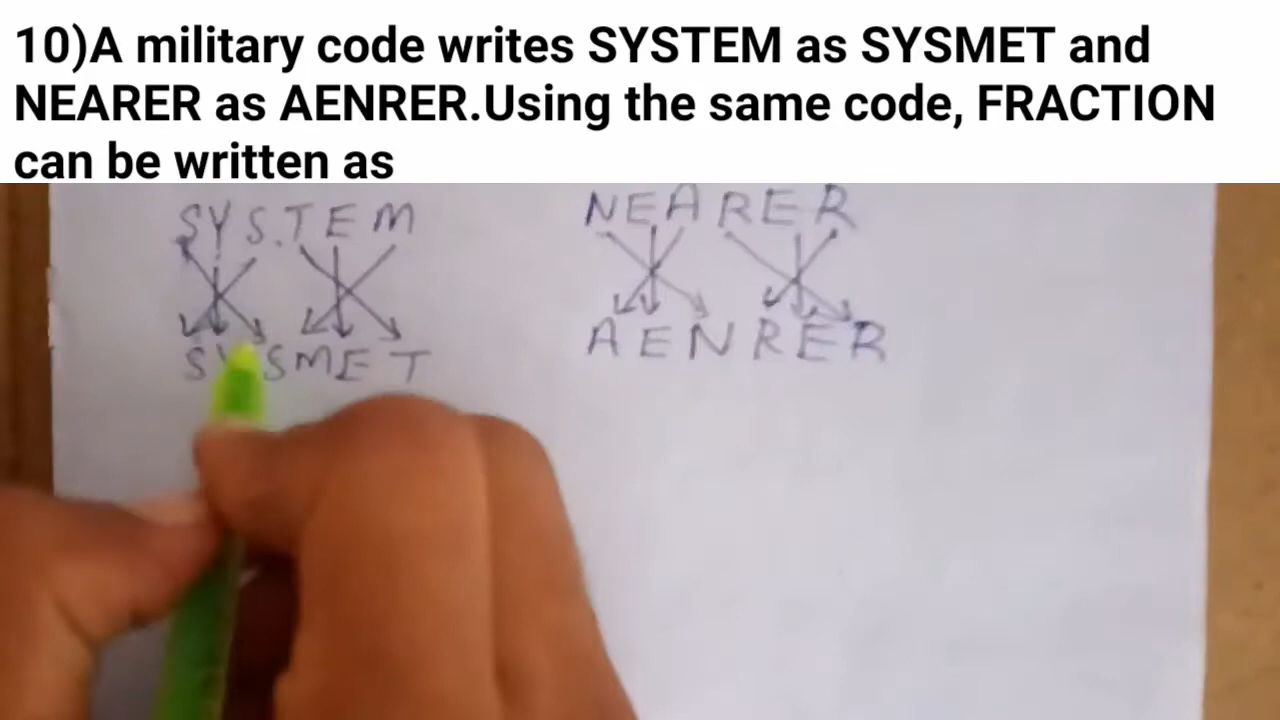 10)A military code writes SYSTEM as SYSMET and
NEARER as AENRER.Using the same code, FRACTION
can be written as
SYSTEM NEARER
SYSMET AENRER